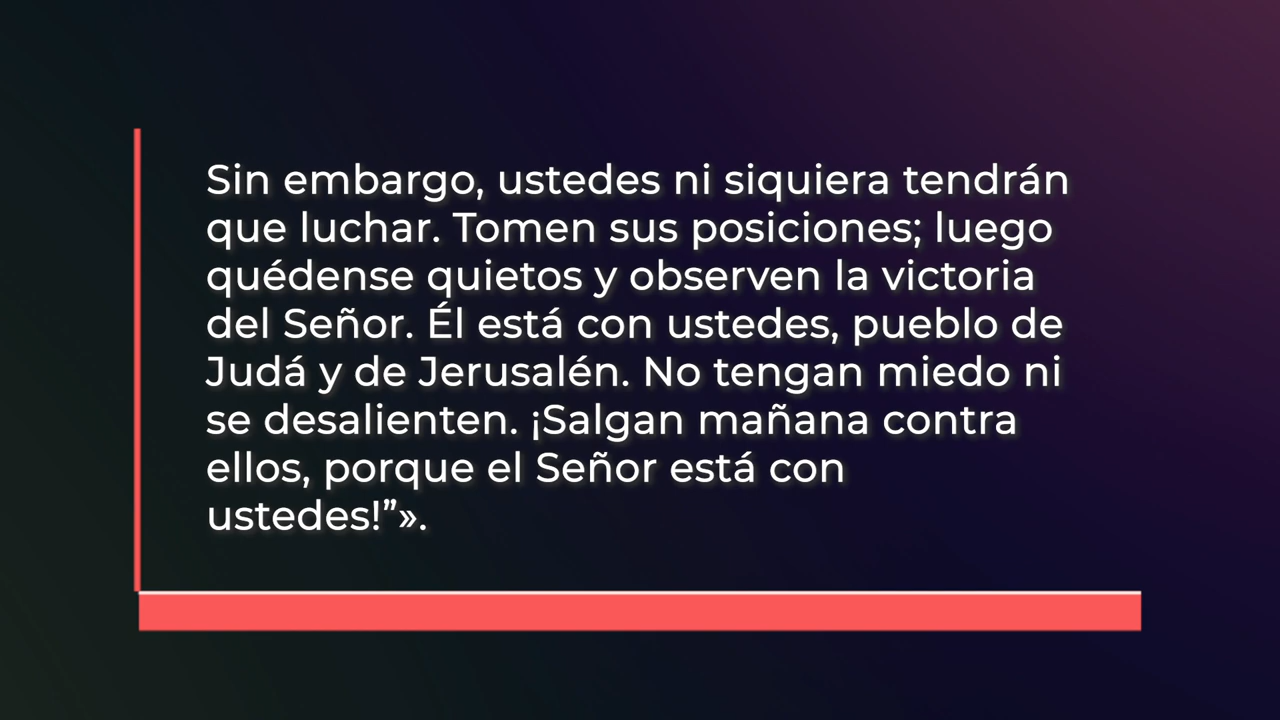 Sin embargo, ustedes ni siquiera tendrán
que luchar. Tomen sus posiciones; luego
quédense quietos y observen la victoria
del Señor. Él está con ustedes, pueblo de
Judá y de Jerusalén. No tengan miedo ni
se desalienten. ¡Salgan mañana contra
ellos, porque el Señor está con
ustedes!”».